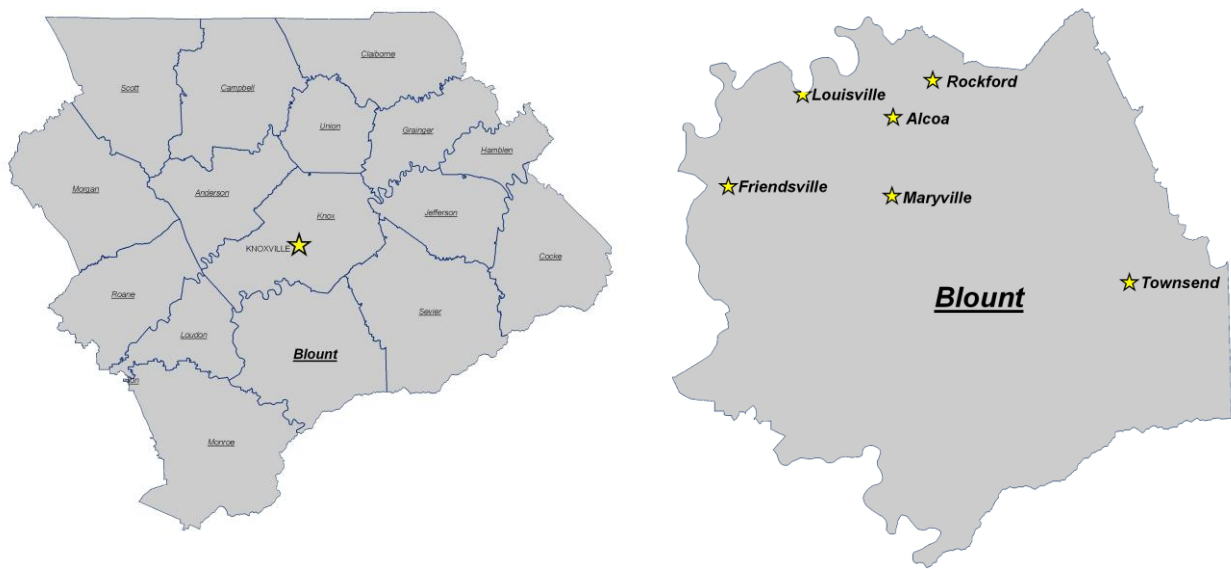 Claiborne
Scott
Campbell
Union
Grainger
Hamblen
Morgan
Anderson
Knox
Jefferson
KNOXVILLE
Cocke
Roane
Sevier
Loudon
Blount
Monroe
Rockford
Louisville
Alcoa
Friendsville
Maryville
Townsend
Blount